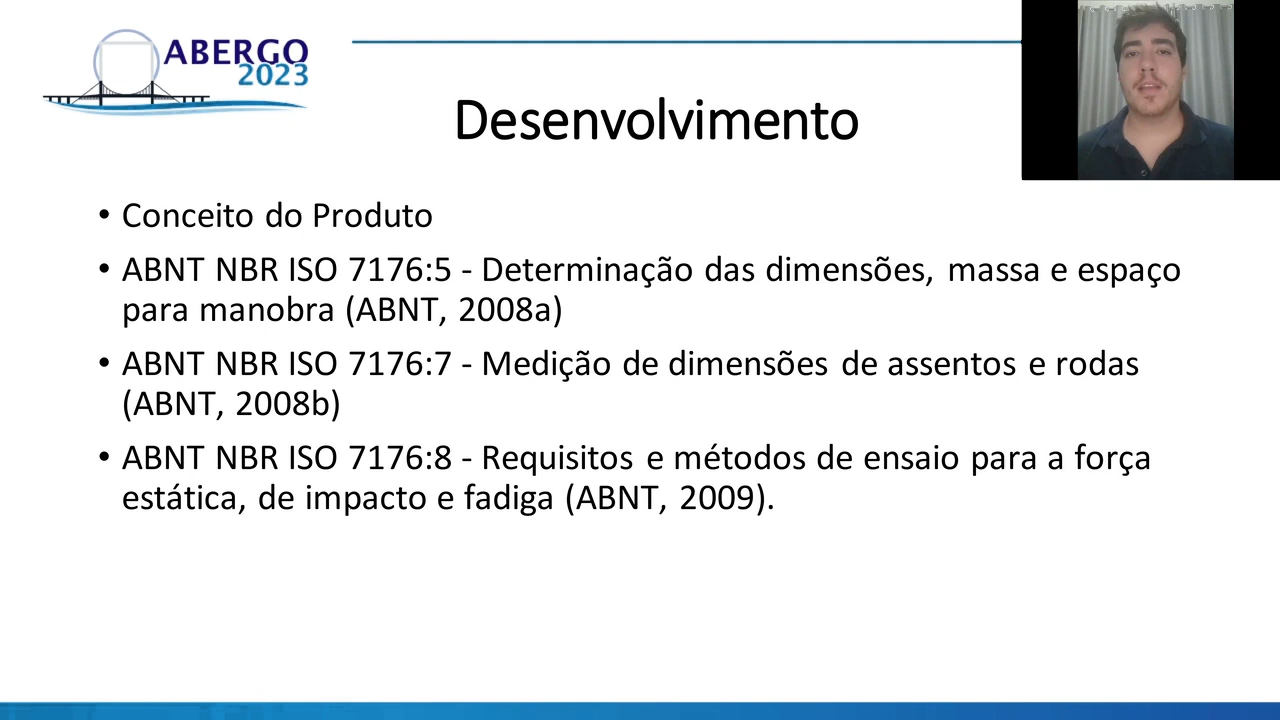 ABERGO
2023
Desenvolvimento
• Conceito do Produto
• ABNT NBR ISO 7176:5 - Determinação das dimensões, massa e espaço
para manobra (ABNT, 2008a)
• ABNT NBR ISO 7176:7 - Medição de dimensões de assentos e rodas
(ABNT, 2008b)
• ABNT NBR ISO 7176:8 - Requisitos e métodos de ensaio para a força
estática, de impacto e fadiga (ABNT, 2009).